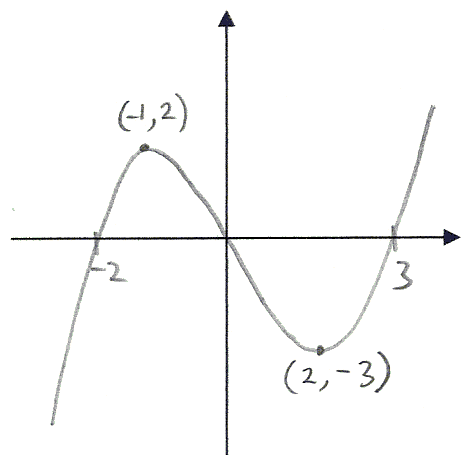 (-1,2)
-2
3
(2,-3)